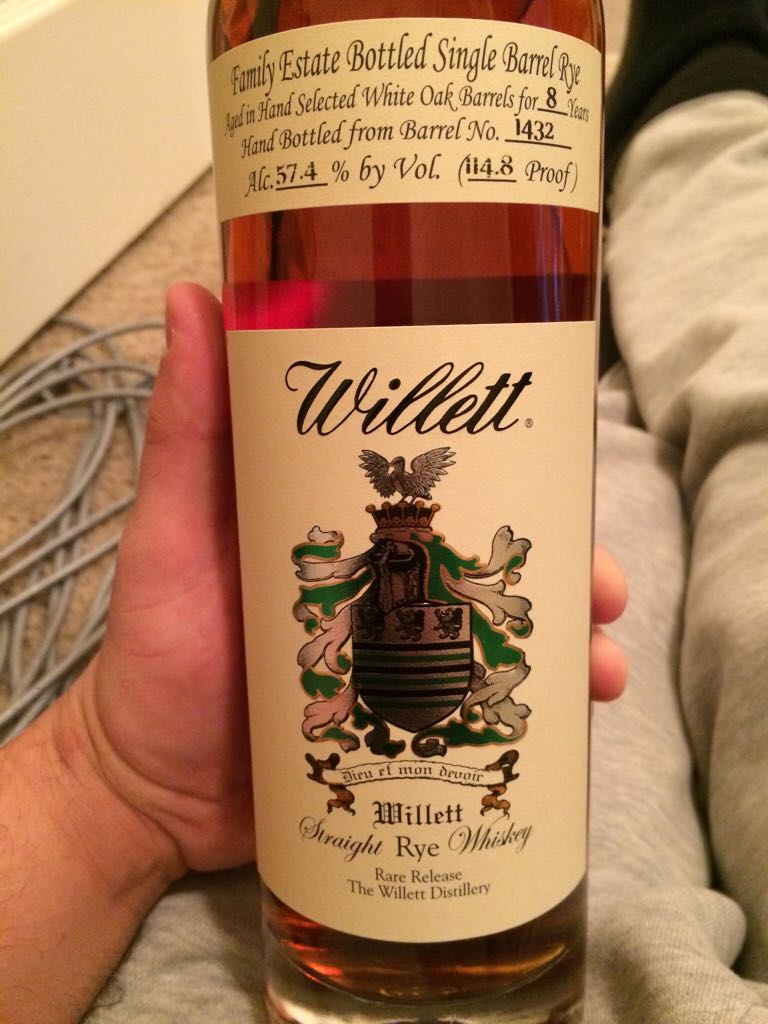 Family Estate Bottled Single Barrel Rye
Aged in Hand Selected White Oak Barrels for 8 Years
Hand Bottled from Barrel No. 1432
Alc. 57.4 % by Vol. (114.8 Proof)
Willett®
Dieu et mon devoir
Willett
Straight Rye Whiskey
Rare Release
The Willett Distillery